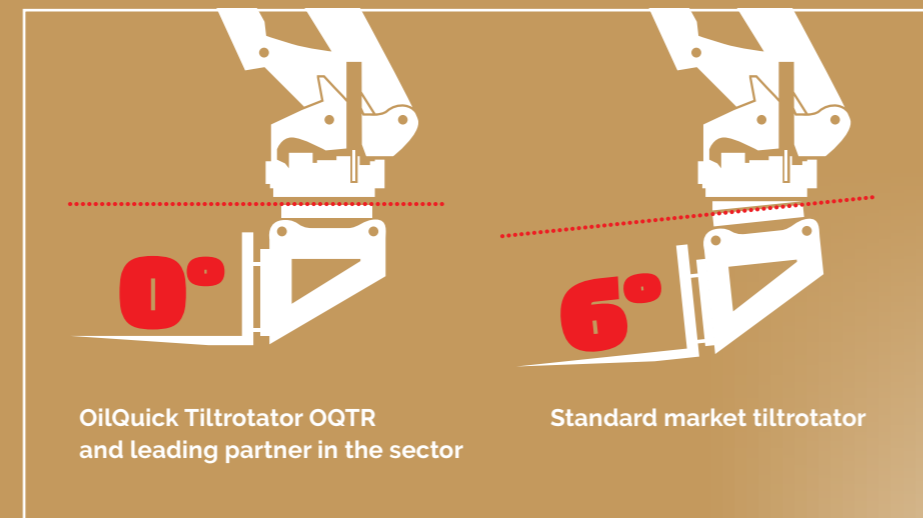 0°
6°
OilQuick Tiltrotator OQTR
and leading partner in the sector
Standard market tiltrotator